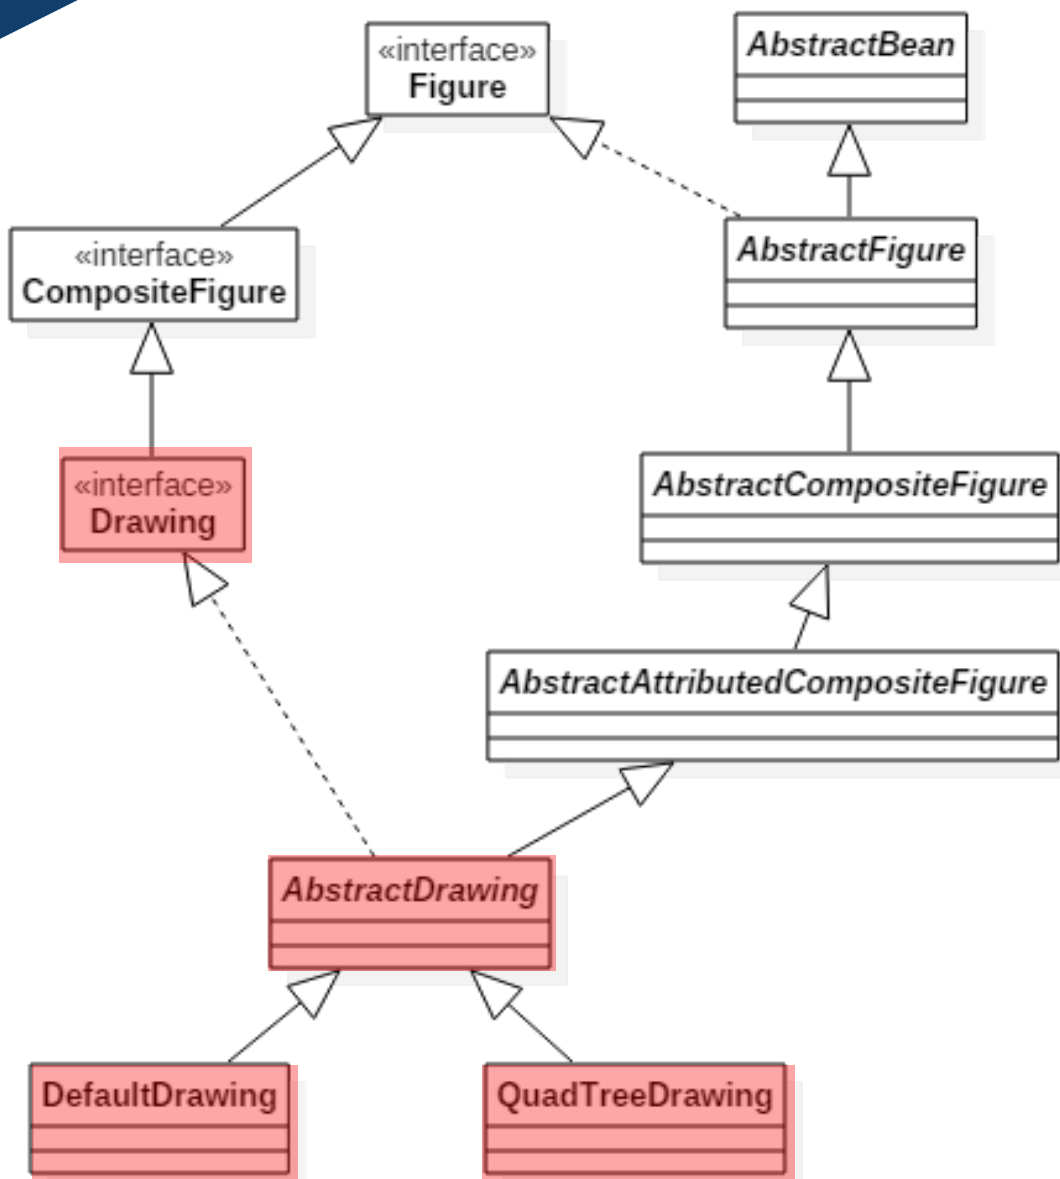 «interface»
Figure
AbstractBean
«interface»
CompositeFigure
AbstractFigure
«interface»
Drawing
AbstractCompositeFigure
AbstractAttributedCompositeFigure
AbstractDrawing
DefaultDrawing
QuadTreeDrawing